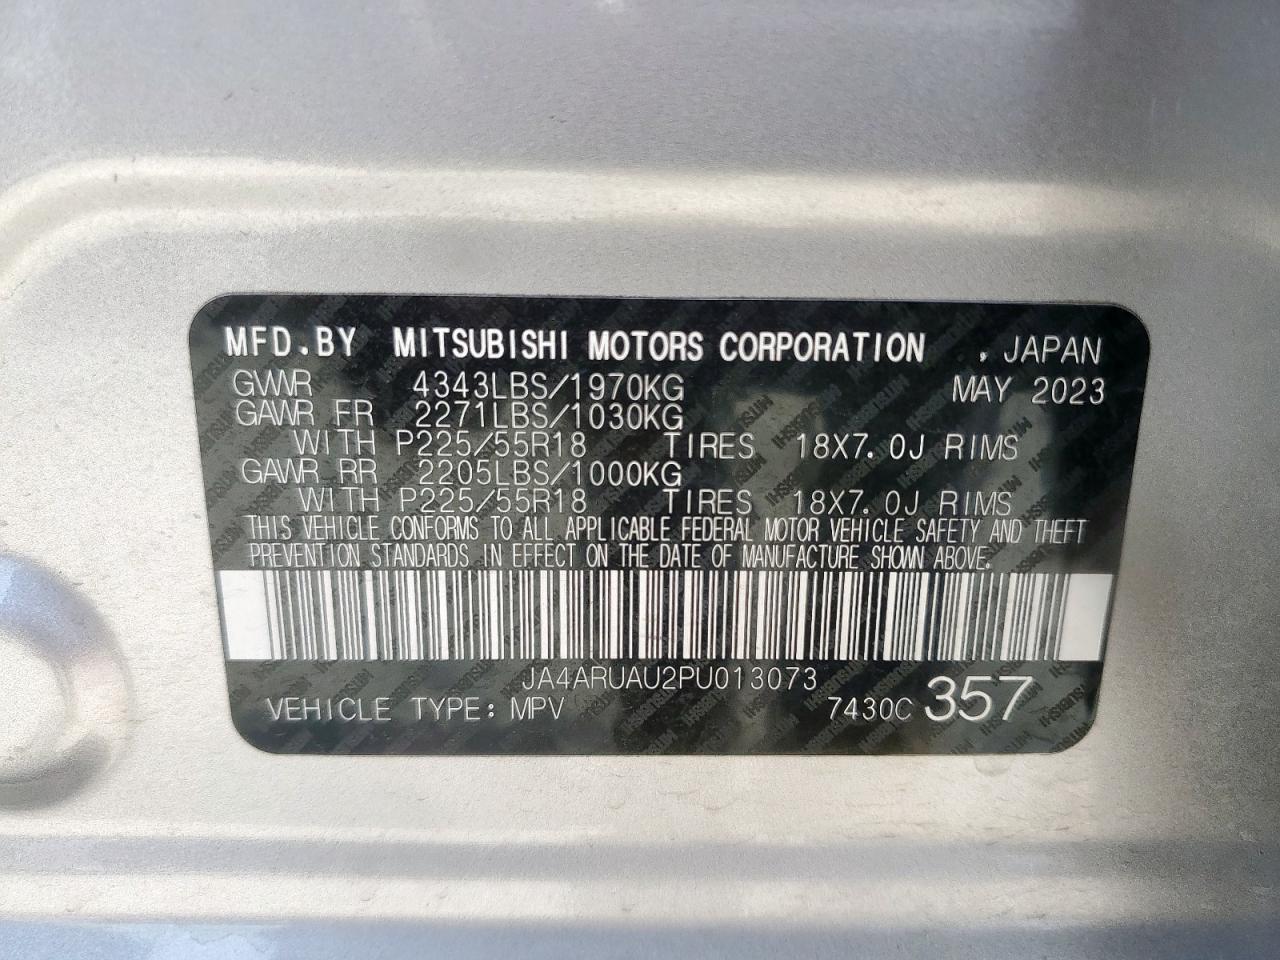 MFD.BY MITSUBISHI MOTORS CORPORATION , JAPAN
GVWR 4343LBS/1970KG MAY 2023
GAWR FR 2271LBS/1030KG
WITH P225/55R18 TIRES 18X7.0J RIMS
GAWR RR 2205LBS/1000KG
WITH P225/55R18 TIRES 18X7.0J RIMS
THIS VEHICLE CONFORMS TO ALL APPLICABLE FEDERAL MOTOR VEHICLE SAFETY AND THEFT
PREVENTION STANDARDS IN EFFECT ON THE DATE OF MANUFACTURE SHOWN ABOVE.
JA4ARUAU2PU013073
VEHICLE TYPE: MPV 7430C 357